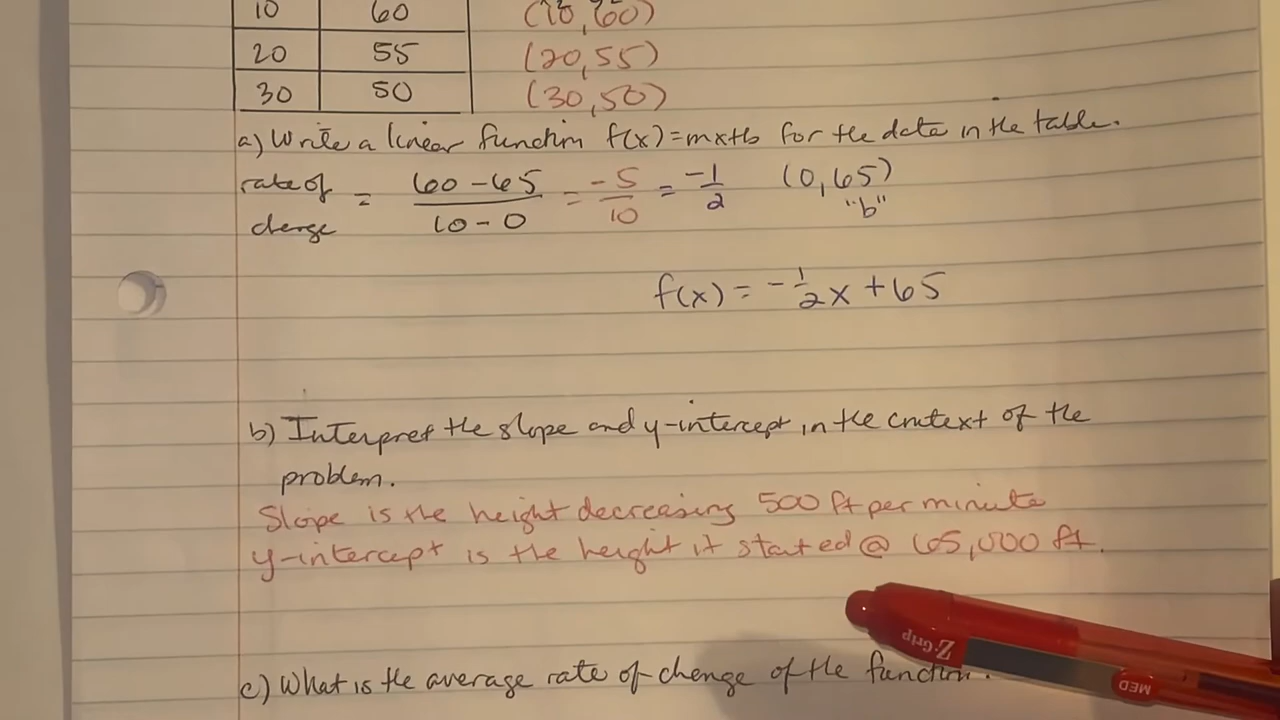 10 60 (10,60)
20 55 (20,55)
30 50 (30,50)
a) Write a linear function f(x)=mx+b for the data in the table.
rate of change = 60-65 / 10-0 = -5/10 = -1/2 (0,65) "b"
f(x) = -1/2x +65
b) Interpret the slope and y-intercept in the context of the
problem.
Slope is the height decreasing 500 ft per minute
y-intercept is the height it started @ 65,000 ft.
Z-Grip MED
c) What is the average rate of change of the function.